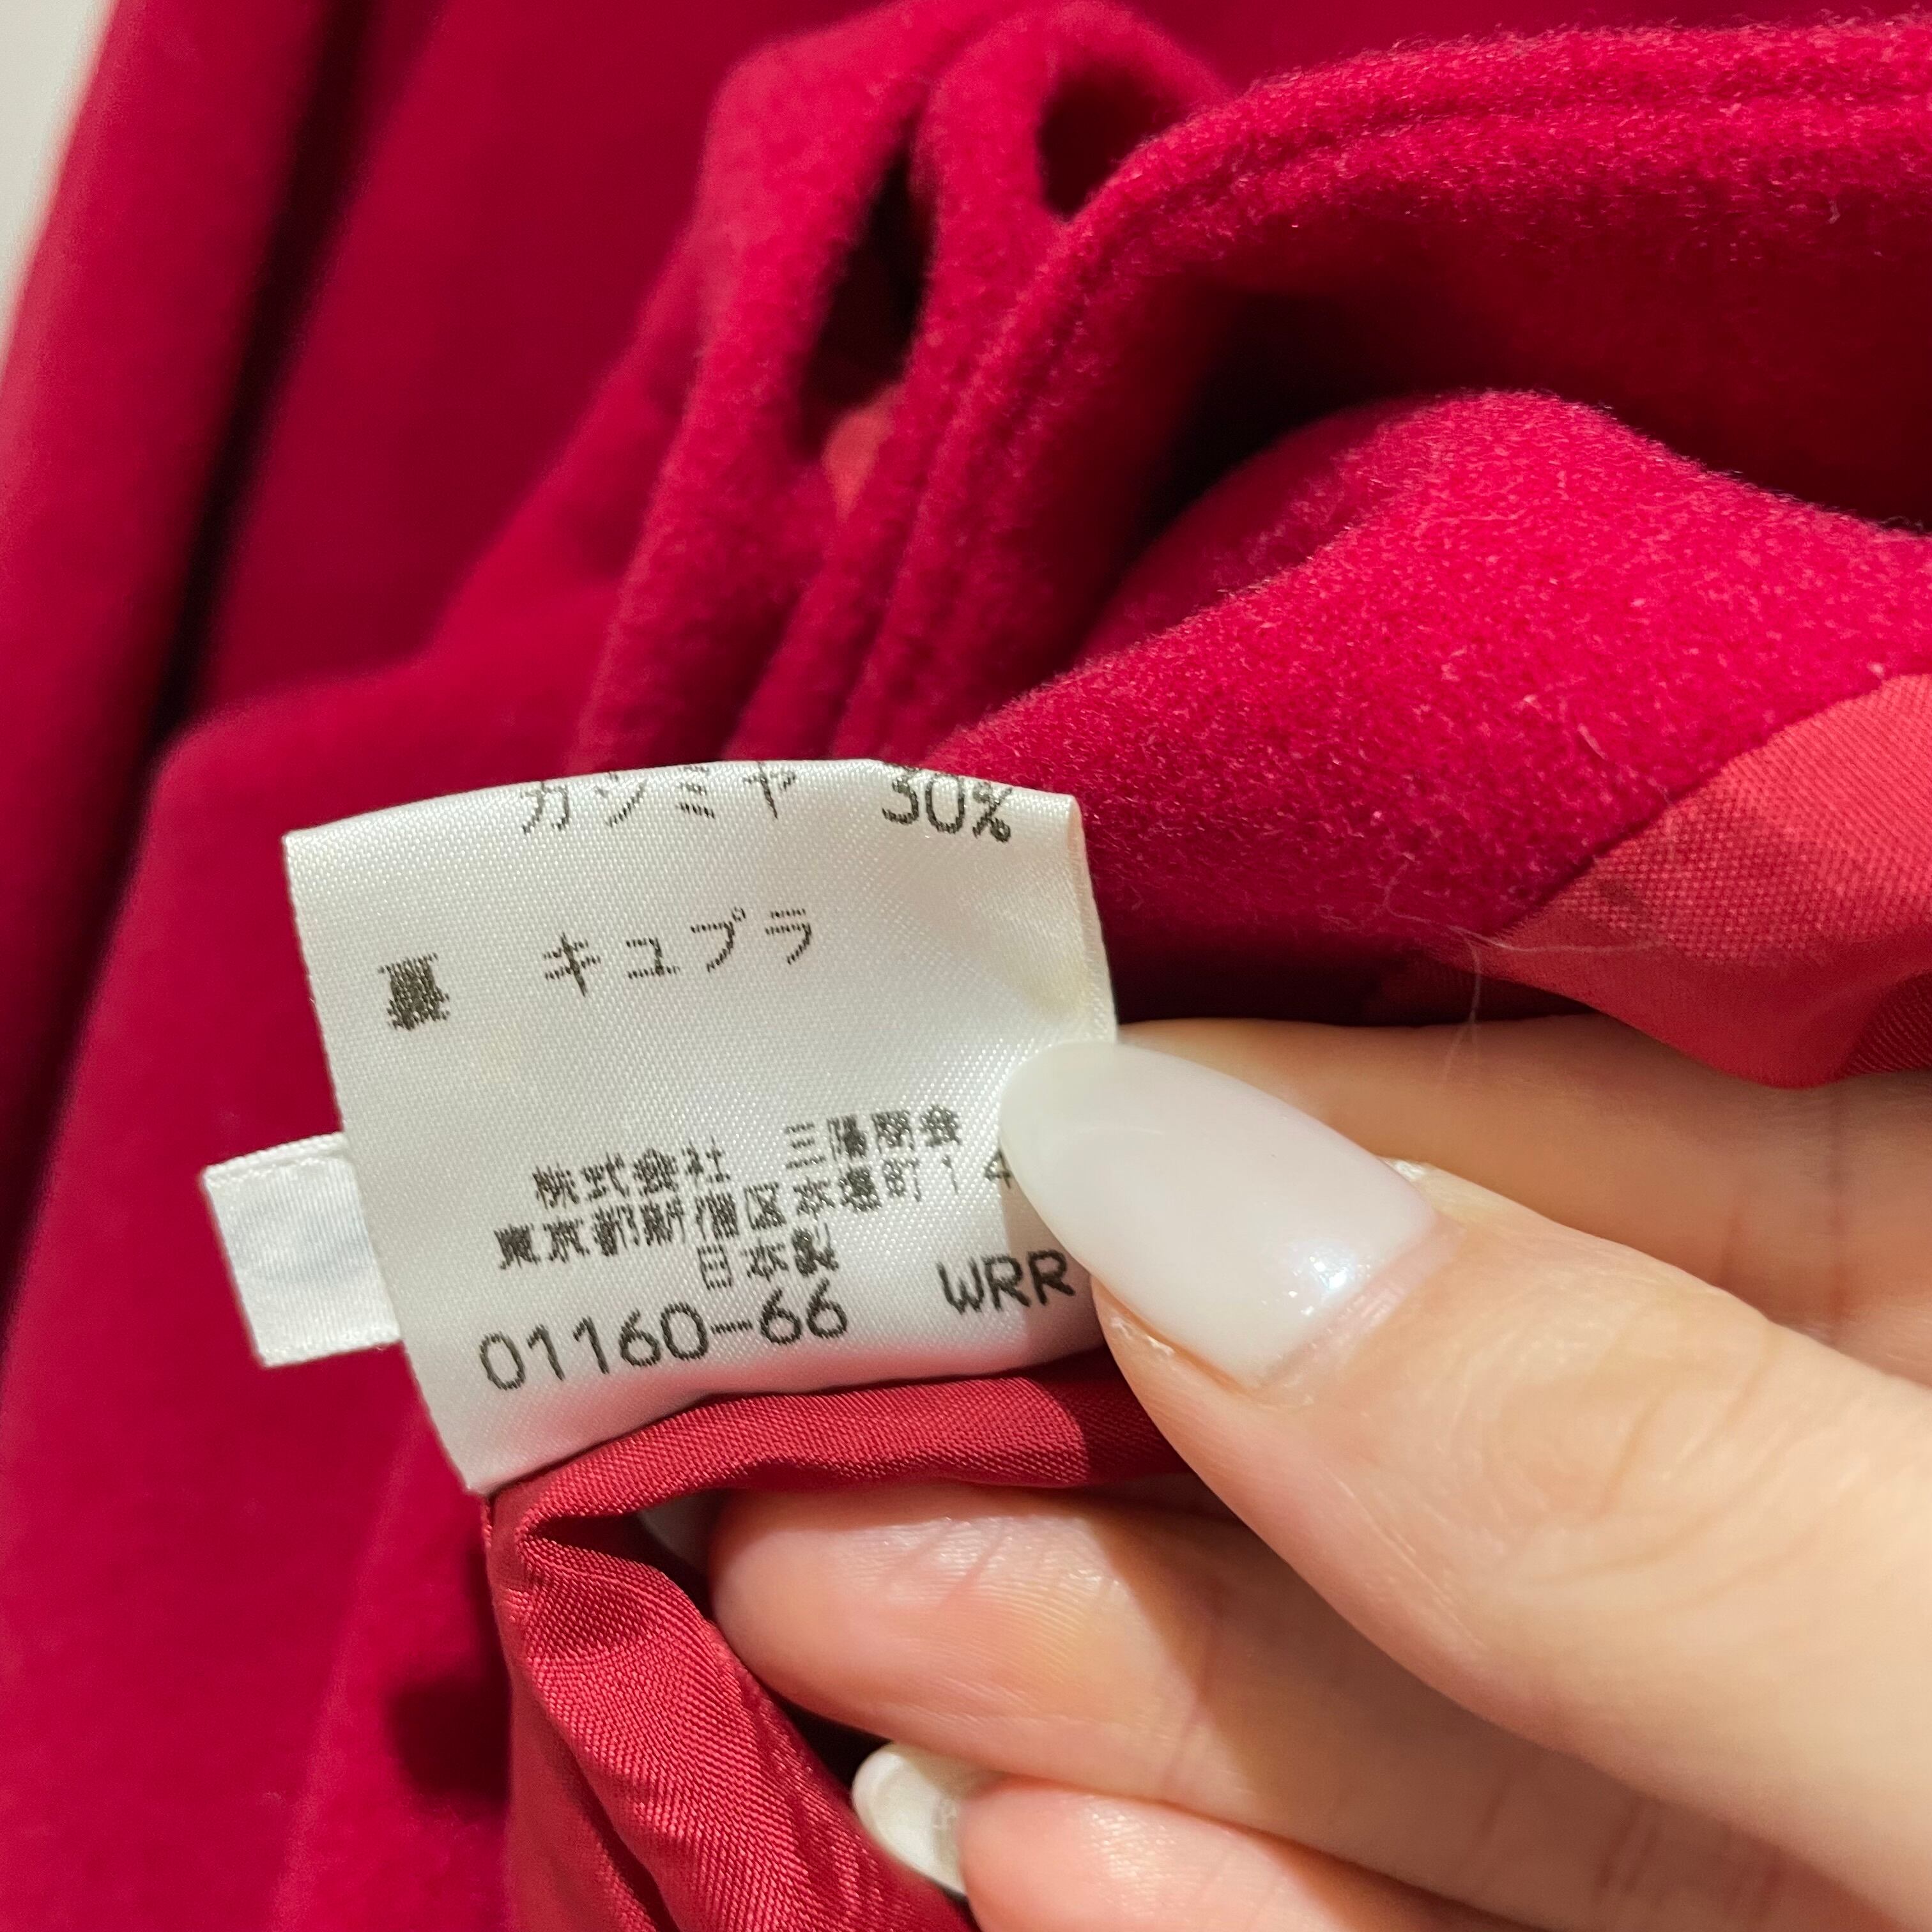 カシミヤ 30%
裏 キュプラ
株式会社 三陽商会
東京都新宿区本塩町14
日本製
01160-66 WRR